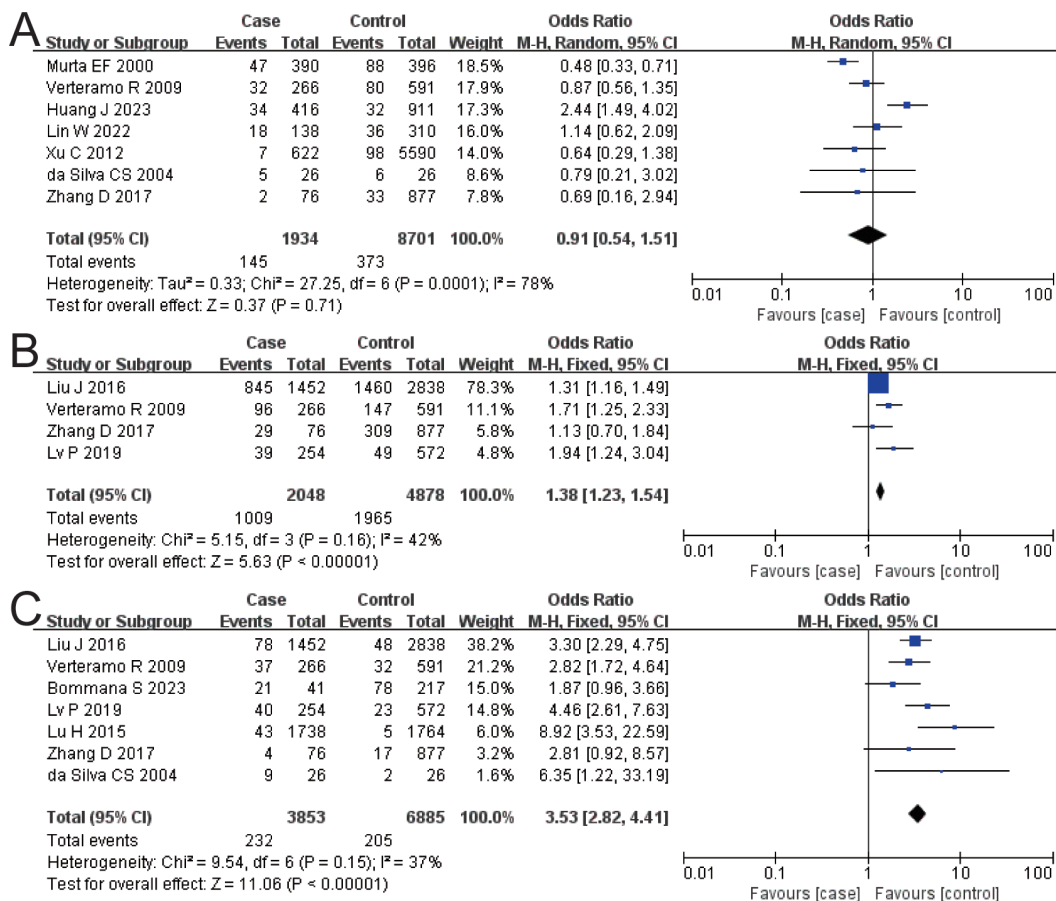 A
Case Control Odds Ratio Odds Ratio
Study or Subgroup Events Total Events Total Weight M-H, Random, 95% CI M-H, Random, 95% CI
Murta EF 2000 47 390 88 396 18.5% 0.48 [0.33, 0.71]
Verteramo R 2009 32 266 80 591 17.9% 0.87 [0.56, 1.35]
Huang J 2023 34 416 32 911 17.3% 2.44 [1.49, 4.02]
Lin W 2022 18 138 36 310 16.0% 1.14 [0.62, 2.09]
Xu C 2012 7 622 98 5590 14.0% 0.64 [0.29, 1.38]
da Silva CS 2004 5 26 6 26 8.6% 0.79 [0.21, 3.02]
Zhang D 2017 2 76 33 877 7.8% 0.69 [0.16, 2.94]
Total (95% CI) 1934 8701 100.0% 0.91 [0.54, 1.51]
Total events 145 373
Heterogeneity: Tau² = 0.33; Chi² = 27.25, df = 6 (P = 0.0001); I² = 78%
Test for overall effect: Z = 0.37 (P = 0.71)
0.01 0.1 1 10 100
Favours [case] Favours [control]
B
Case Control Odds Ratio Odds Ratio
Study or Subgroup Events Total Events Total Weight M-H, Fixed, 95% CI M-H, Fixed, 95% CI
Liu J 2016 845 1452 1460 2838 78.3% 1.31 [1.16, 1.49]
Verteramo R 2009 96 266 147 591 11.1% 1.71 [1.25, 2.33]
Zhang D 2017 29 76 309 877 5.8% 1.13 [0.70, 1.84]
Lv P 2019 39 254 49 572 4.8% 1.94 [1.24, 3.04]
Total (95% CI) 2048 4878 100.0% 1.38 [1.23, 1.54]
Total events 1009 1965
Heterogeneity: Chi² = 5.15, df = 3 (P = 0.16); I² = 42%
Test for overall effect: Z = 5.63 (P < 0.00001)
0.01 0.1 1 10 100
Favours [case] Favours [control]
C
Case Control Odds Ratio Odds Ratio
Study or Subgroup Events Total Events Total Weight M-H, Fixed, 95% CI M-H, Fixed, 95% CI
Liu J 2016 78 1452 48 2838 38.2% 3.30 [2.29, 4.75]
Verteramo R 2009 37 266 32 591 21.2% 2.82 [1.72, 4.64]
Bommana S 2023 21 41 78 217 15.0% 1.87 [0.96, 3.66]
Lv P 2019 40 254 23 572 14.8% 4.46 [2.61, 7.63]
Lu H 2015 43 1738 5 1764 6.0% 8.92 [3.53, 22.59]
Zhang D 2017 4 76 17 877 3.2% 2.81 [0.92, 8.57]
da Silva CS 2004 9 26 2 26 1.6% 6.35 [1.22, 33.19]
Total (95% CI) 3853 6885 100.0% 3.53 [2.82, 4.41]
Total events 232 205
Heterogeneity: Chi² = 9.54, df = 6 (P = 0.15); I² = 37%
Test for overall effect: Z = 11.06 (P < 0.00001)
0.01 0.1 1 10 100
Favours [case] Favours [control]